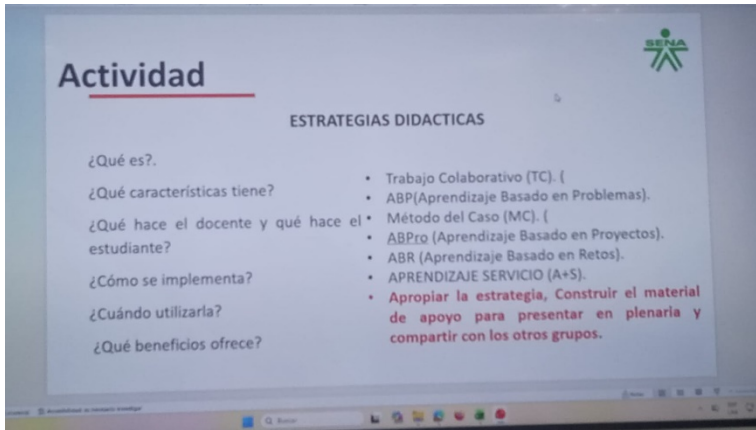 SENA
Actividad
ESTRATEGIAS DIDACTICAS
¿Qué es?.
¿Qué características tiene?
¿Qué hace el docente y qué hace el
estudiante?
¿Cómo se implementa?
¿Cuándo utilizarla?
¿Qué beneficios ofrece?
• Trabajo Colaborativo (TC). (
• ABP(Aprendizaje Basado en Problemas).
• Método del Caso (MC). (
• ABPro (Aprendizaje Basado en Proyectos).
• ABR (Aprendizaje Basado en Retos).
• APRENDIZAJE SERVICIO (A+S).
• Apropiar la estrategia, Construir el material
de apoyo para presentar en plenaria y
compartir con los otros grupos.
Buscar